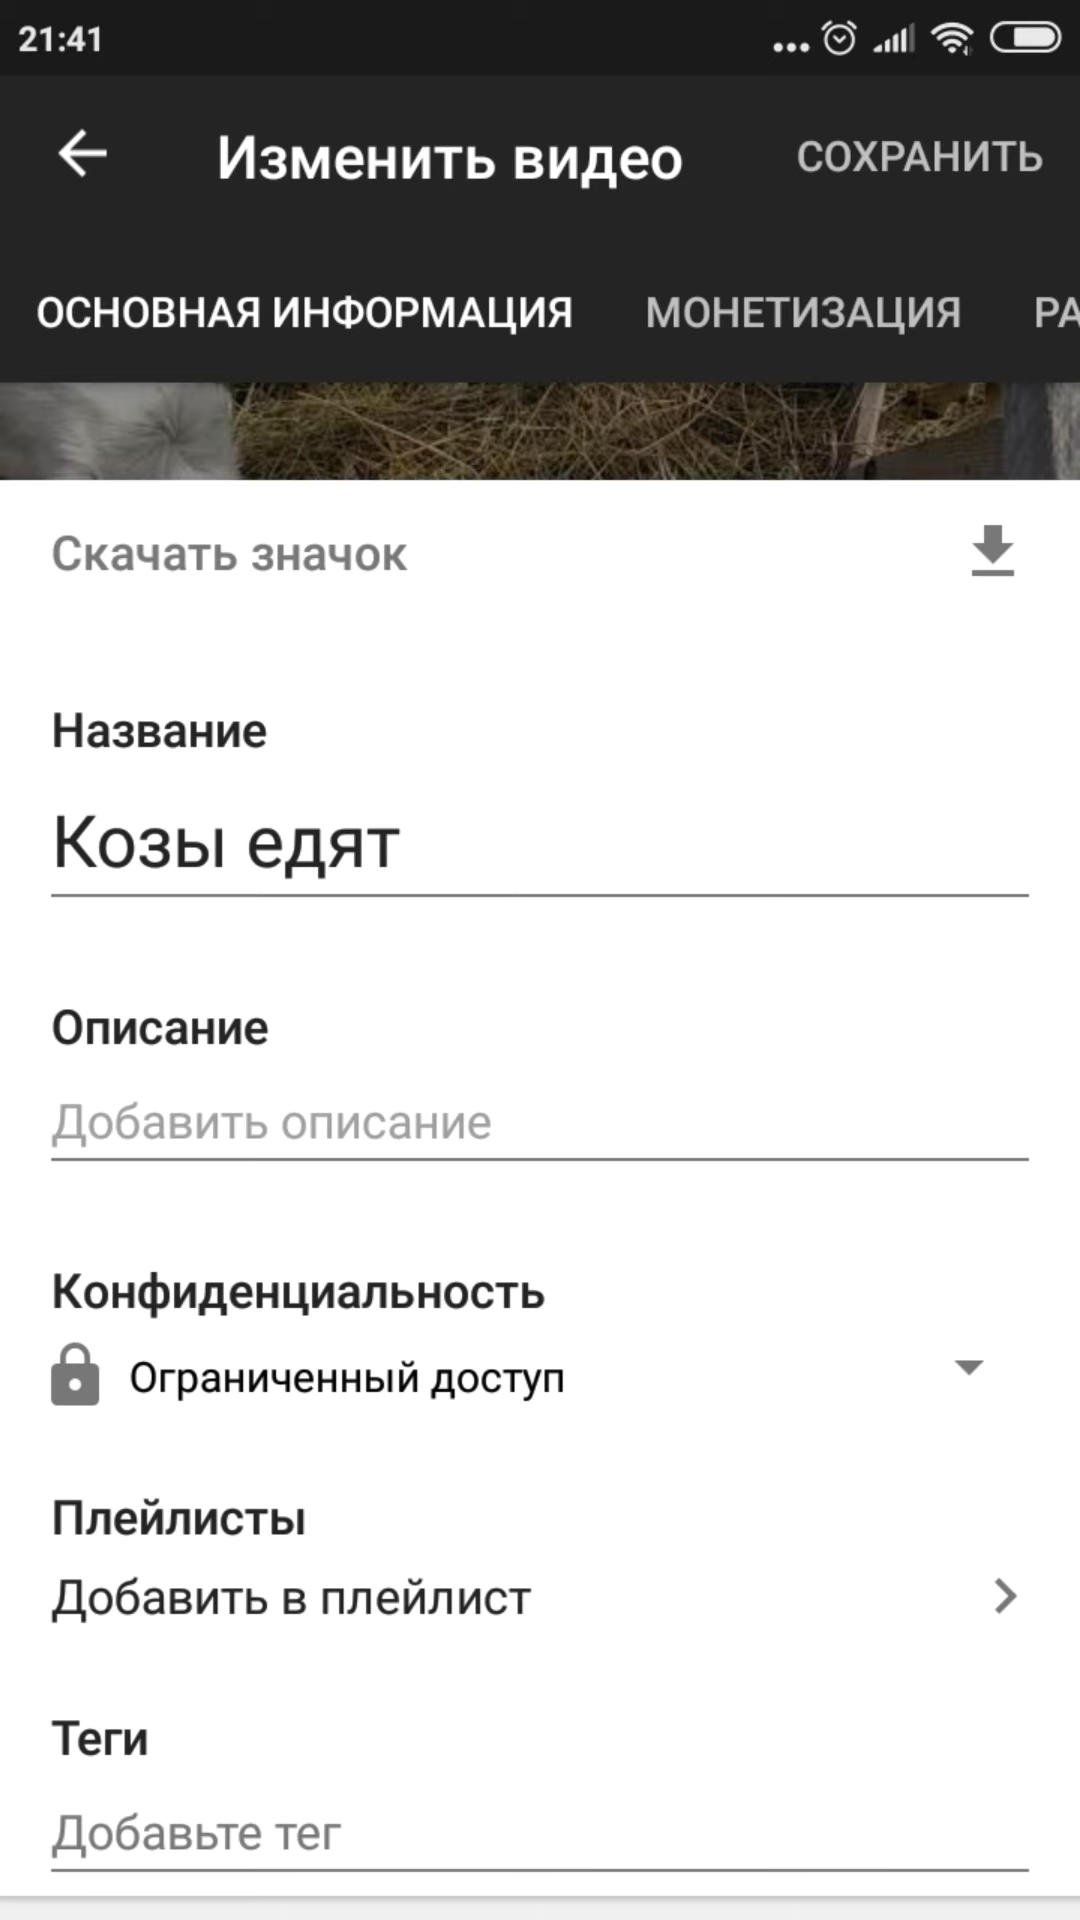 21:41
Изменить видео СОХРАНИТЬ
ОСНОВНАЯ ИНФОРМАЦИЯ МОНЕТИЗАЦИЯ РА
Скачать значок
Название
Козы едят
Описание
Добавить описание
Конфиденциальность
Ограниченный доступ
Плейлисты
Добавить в плейлист
Теги
Добавьте тег